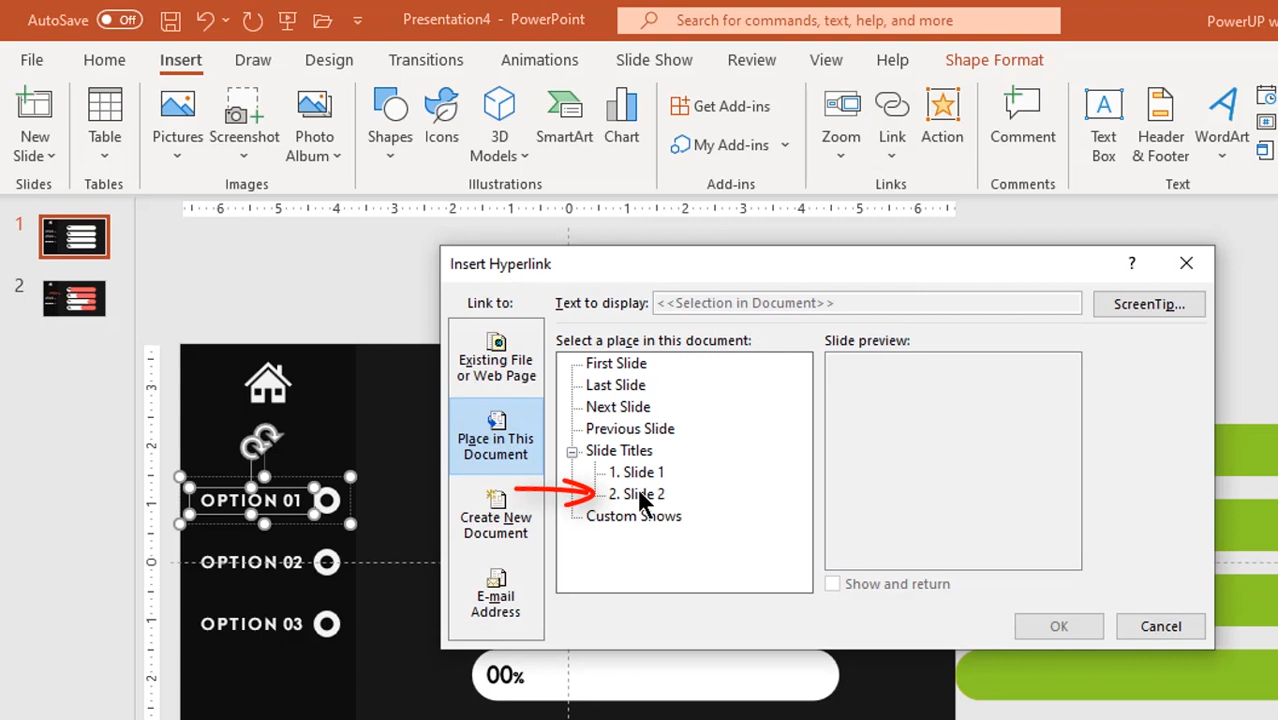 AutoSave Off Presentation4 - PowerPoint Search for commands, text, help, and more PowerUP w
File Home Insert Draw Design Transitions Animations Slide Show Review View Help Shape Format
New Slide Table Pictures Screenshot Photo Album Shapes Icons 3D Models SmartArt Chart Get Add-ins My Add-ins Zoom Link Action Comment Text Box Header & Footer WordArt
Slides Tables Images Illustrations Add-ins Links Comments Text
6 5 4 3 2 1 0 1 2 3 4 5 6
1
2
3
2
1
0
1
2
OPTION 01
OPTION 02
OPTION 03
00%
Insert Hyperlink ?
Link to: Text to display: <<Selection in Document>> ScreenTip...
Existing File or Web Page
Place in This Document
Create New Document
E-mail Address
Select a place in this document: Slide preview:
First Slide
Last Slide
Next Slide
Previous Slide
Slide Titles
1. Slide 1
2. Slide 2
Custom Shows
Show and return
OK Cancel